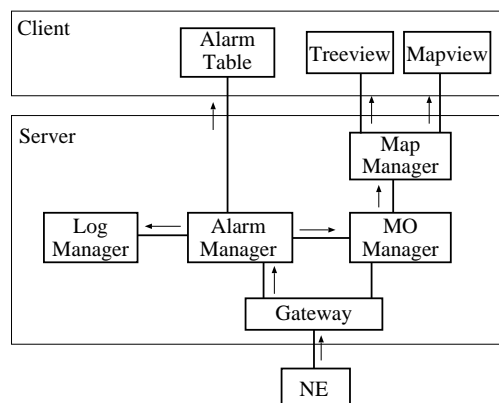 Client
Alarm
Table
Treeview
Mapview
Server
Map
Manager
Log
Manager
Alarm
Manager
MO
Manager
Gateway
NE